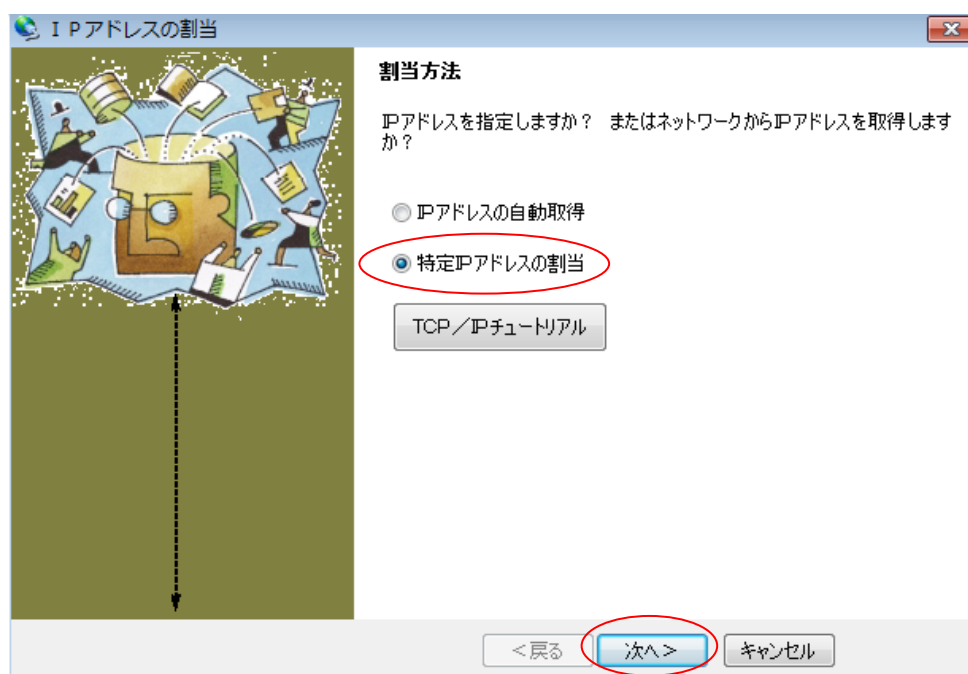 ＩＰアドレスの割当
割当方法
IPアドレスを指定しますか？　またはネットワークからIPアドレスを取得します
か？
IPアドレスの自動取得
特定IPアドレスの割当
TCP／IPチュートリアル
＜戻る
次へ＞
キャンセル